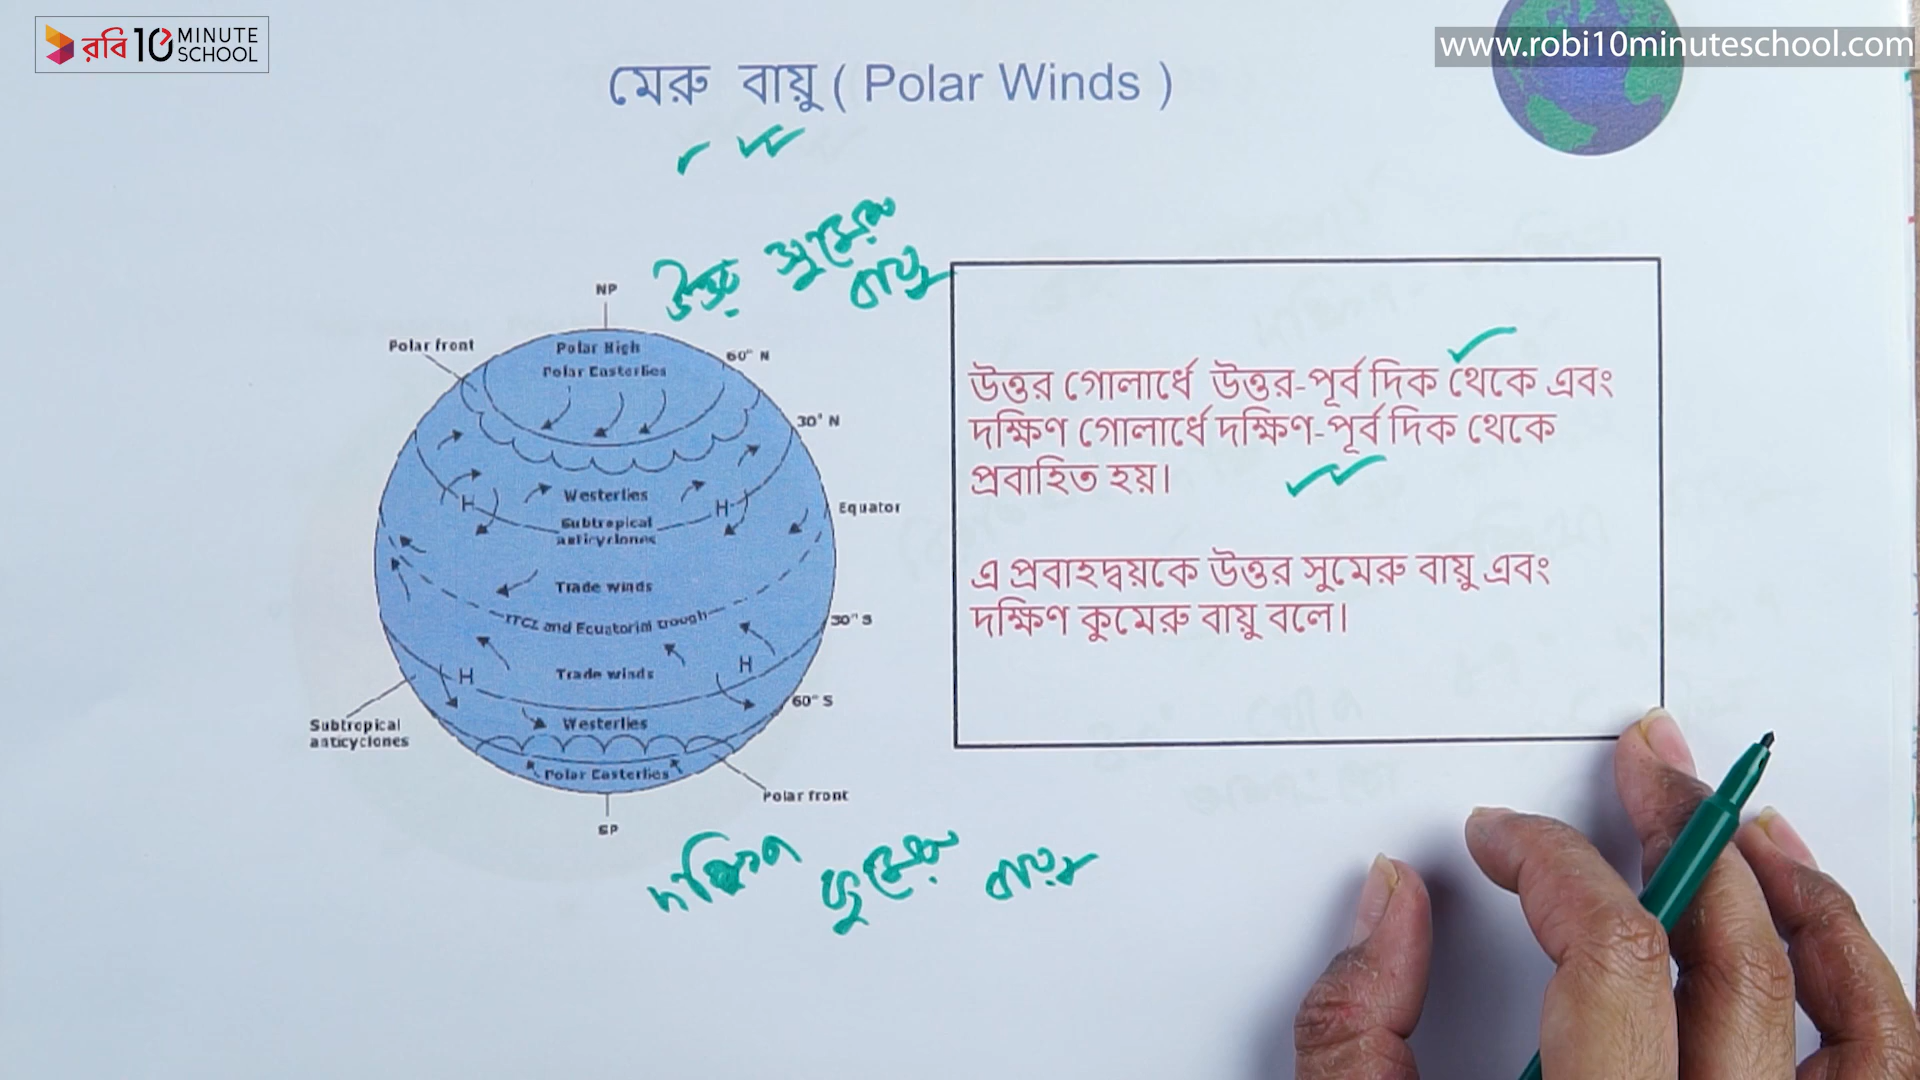 রবি 10 MINUTE SCHOOL
www.robi10minuteschool.com
মেরু বায়ু ( Polar Winds )
উত্তর সুমেরু
বায়ু
NP
Polar front
Polar High
60° N
Polar Easterlies
30° N
Westerlies
H
H
Subtropical
anticyclones
Equator
Trade winds
ITCZ and Equatorial trough
30° S
H
H
Trade winds
60° S
Westerlies
Subtropical
anticyclones
Polar Easterlies
Polar front
SP
দক্ষিণ কুমেরু বায়ু
উত্তর গোলার্ধে উত্তর-পূর্ব দিক থেকে এবং
দক্ষিণ গোলার্ধে দক্ষিণ-পূর্ব দিক থেকে
প্রবাহিত হয়।
এ প্রবাহদ্বয়কে উত্তর সুমেরু বায়ু এবং
দক্ষিণ কুমেরু বায়ু বলে।